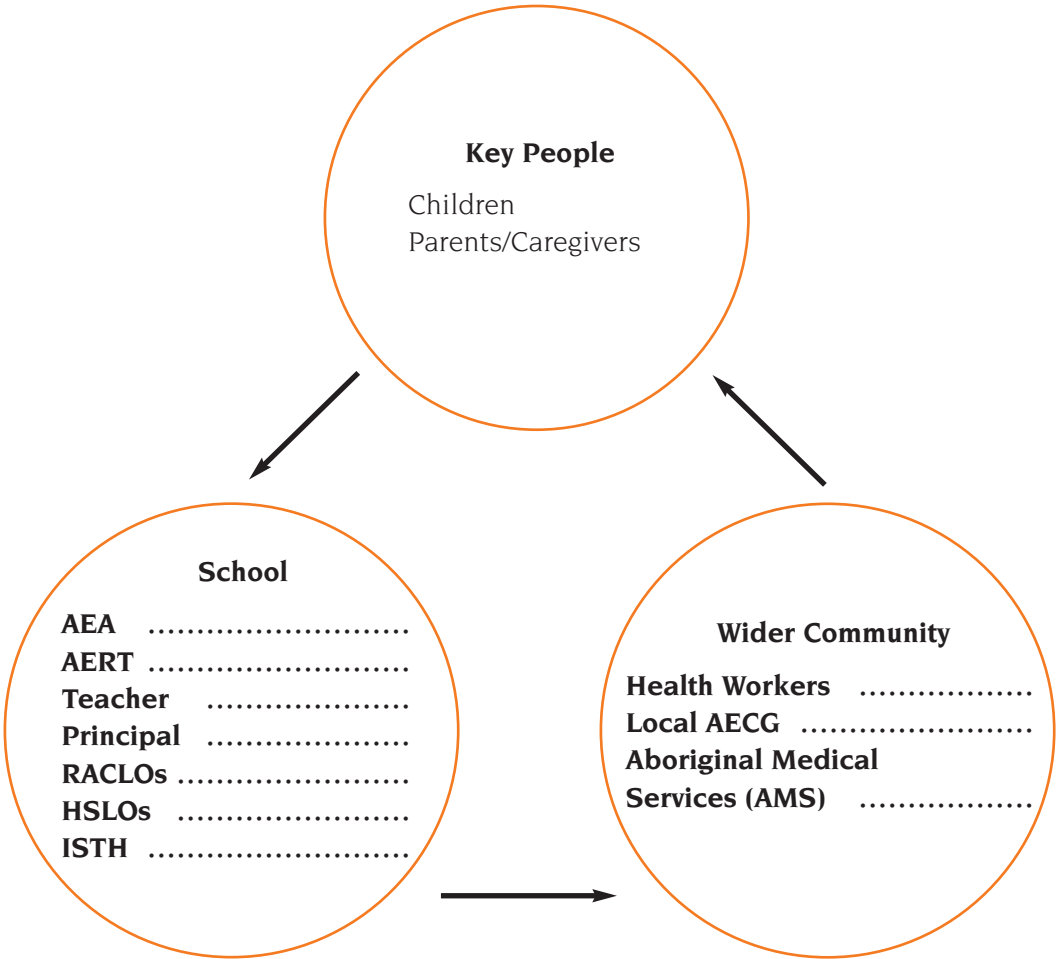 Key People
Children
Parents/Caregivers
School
AEA ...........................
AERT ...........................
Teacher .....................
Principal .....................
RACLOs ........................
HSLOs ........................
ISTH ...........................
Wider Community
Health Workers ..................
Local AECG ........................
Aboriginal Medical
Services (AMS) ..................